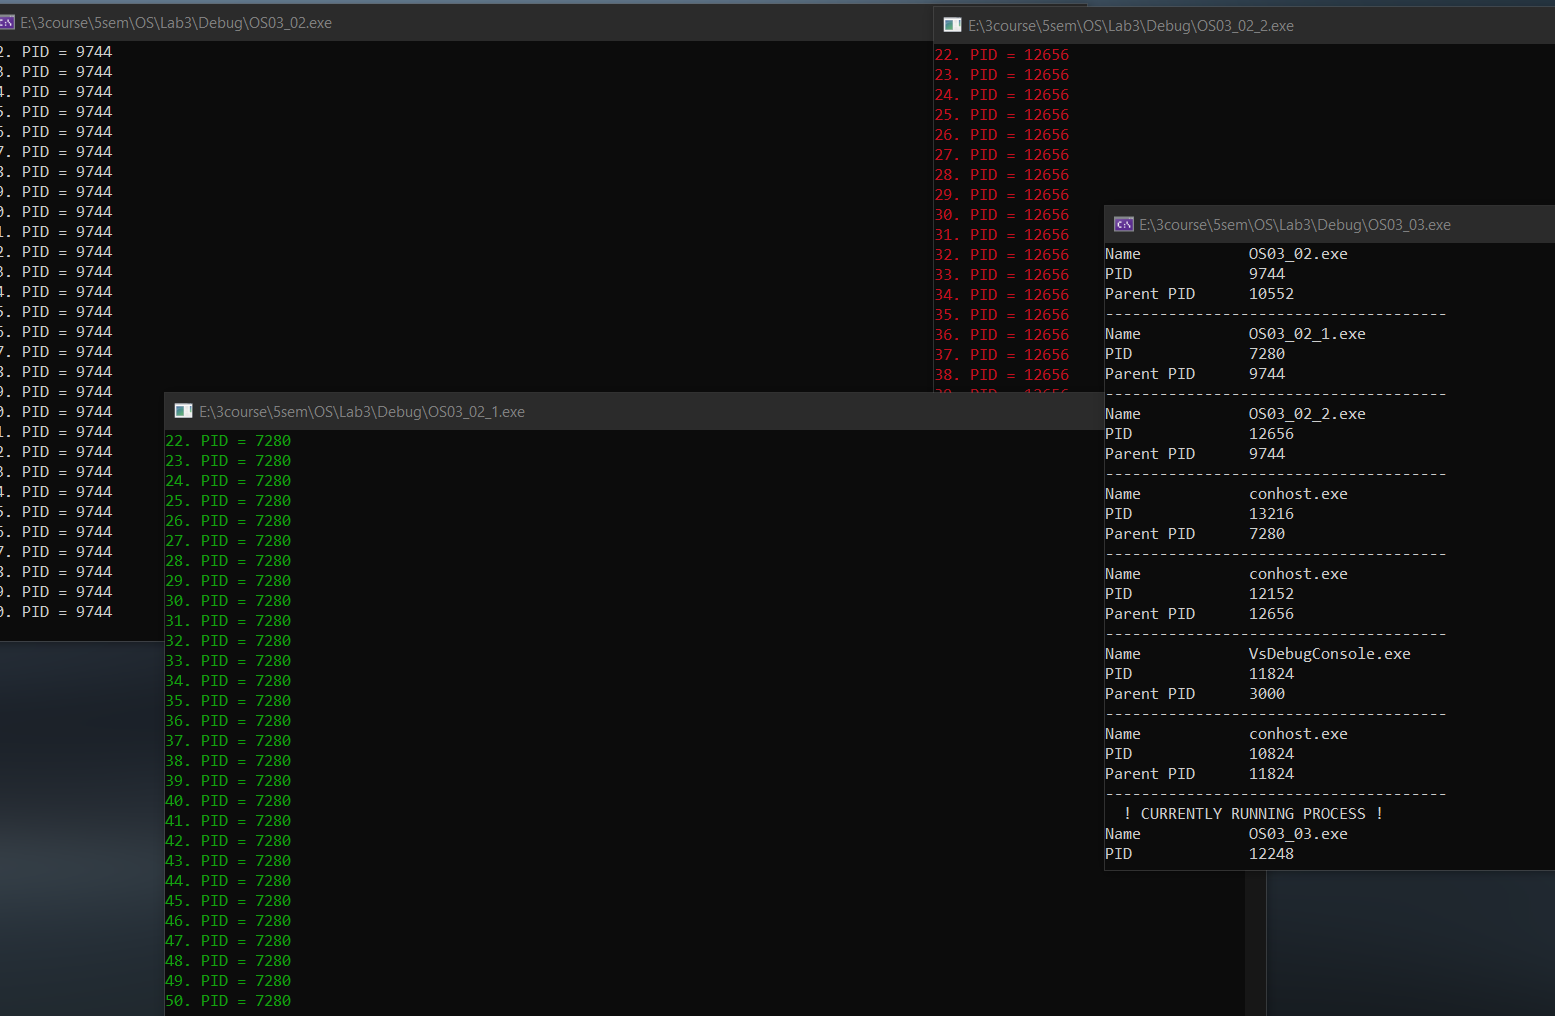 E:\3course\5sem\OS\Lab3\Debug\OS03_02.exe
2. PID = 9744
3. PID = 9744
4. PID = 9744
5. PID = 9744
6. PID = 9744
7. PID = 9744
8. PID = 9744
9. PID = 9744
0. PID = 9744
1. PID = 9744
2. PID = 9744
3. PID = 9744
4. PID = 9744
5. PID = 9744
6. PID = 9744
7. PID = 9744
8. PID = 9744
9. PID = 9744
0. PID = 9744
1. PID = 9744
2. PID = 9744
3. PID = 9744
4. PID = 9744
5. PID = 9744
6. PID = 9744
7. PID = 9744
8. PID = 9744
9. PID = 9744
0. PID = 9744
E:\3course\5sem\OS\Lab3\Debug\OS03_02_2.exe
22. PID = 12656
23. PID = 12656
24. PID = 12656
25. PID = 12656
26. PID = 12656
27. PID = 12656
28. PID = 12656
29. PID = 12656
30. PID = 12656
31. PID = 12656
32. PID = 12656
33. PID = 12656
34. PID = 12656
35. PID = 12656
36. PID = 12656
37. PID = 12656
38. PID = 12656
39. PID = 12656
E:\3course\5sem\OS\Lab3\Debug\OS03_02_1.exe
22. PID = 7280
23. PID = 7280
24. PID = 7280
25. PID = 7280
26. PID = 7280
27. PID = 7280
28. PID = 7280
29. PID = 7280
30. PID = 7280
31. PID = 7280
32. PID = 7280
33. PID = 7280
34. PID = 7280
35. PID = 7280
36. PID = 7280
37. PID = 7280
38. PID = 7280
39. PID = 7280
40. PID = 7280
41. PID = 7280
42. PID = 7280
43. PID = 7280
44. PID = 7280
45. PID = 7280
46. PID = 7280
47. PID = 7280
48. PID = 7280
49. PID = 7280
50. PID = 7280
E:\3course\5sem\OS\Lab3\Debug\OS03_03.exe
Name OS03_02.exe
PID 9744
Parent PID 10552
--------------------------------------
Name OS03_02_1.exe
PID 7280
Parent PID 9744
--------------------------------------
Name OS03_02_2.exe
PID 12656
Parent PID 9744
--------------------------------------
Name conhost.exe
PID 13216
Parent PID 7280
--------------------------------------
Name conhost.exe
PID 12152
Parent PID 12656
--------------------------------------
Name VsDebugConsole.exe
PID 11824
Parent PID 3000
--------------------------------------
Name conhost.exe
PID 10824
Parent PID 11824
--------------------------------------
! CURRENTLY RUNNING PROCESS !
Name OS03_03.exe
PID 12248